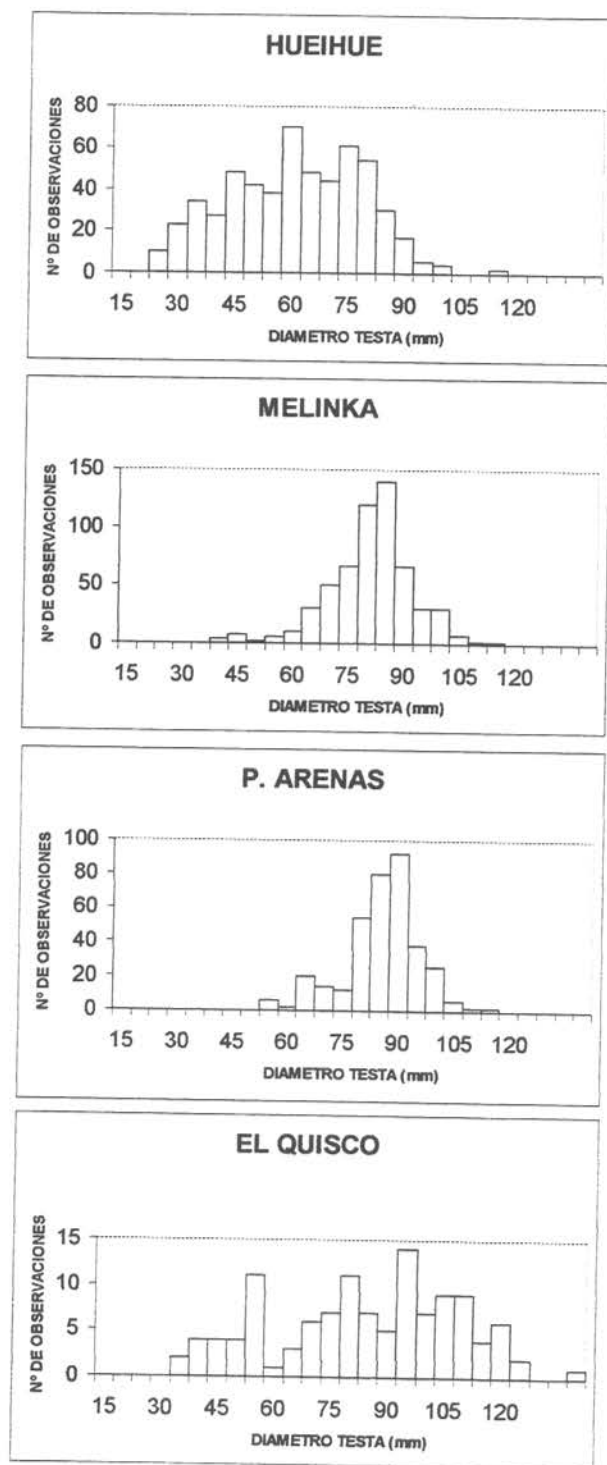 HUEIHUE
Nº DE OBSERVACIONES
80
60
40
20
0
15 30 45 60 75 90 105 120
DIAMETRO TESTA (mm)
MELINKA
Nº DE OBSERVACIONES
150
100
50
0
15 30 45 60 75 90 105 120
DIAMETRO TESTA (mm)
P. ARENAS
Nº DE OBSERVACIONES
100
80
60
40
20
0
15 30 45 60 75 90 105 120
DIAMETRO TESTA (mm)
EL QUISCO
Nº DE OBSERVACIONES
15
10
5
0
15 30 45 60 75 90 105 120
DIAMETRO TESTA (mm)